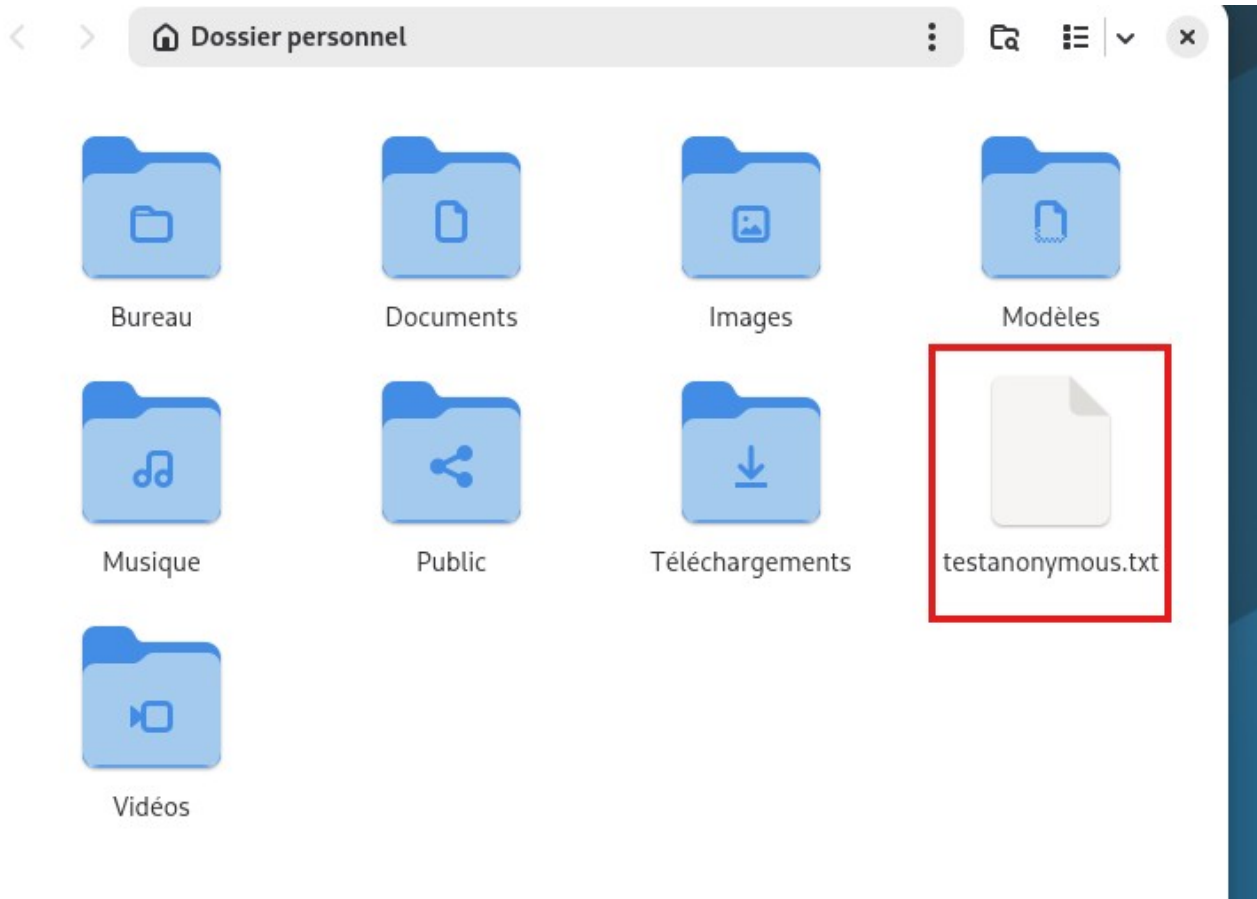 Dossier personnel
Bureau
Documents
Images
Modèles
Musique
Public
Téléchargements
testanonymous.txt
Vidéos